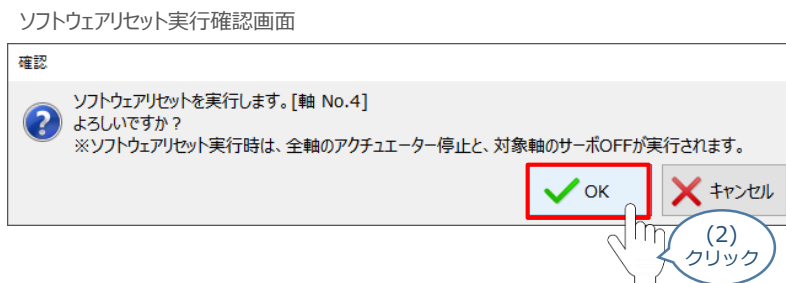 ソフトウェアリセット実行確認画面
確認
ソフトウェアリセットを実行します。[軸 No.4]
よろしいですか？
※ソフトウェアリセット実行時は、全軸のアクチュエーター停止と、対象軸のサーボOFFが実行されます。
OK
キャンセル
(2)
クリック